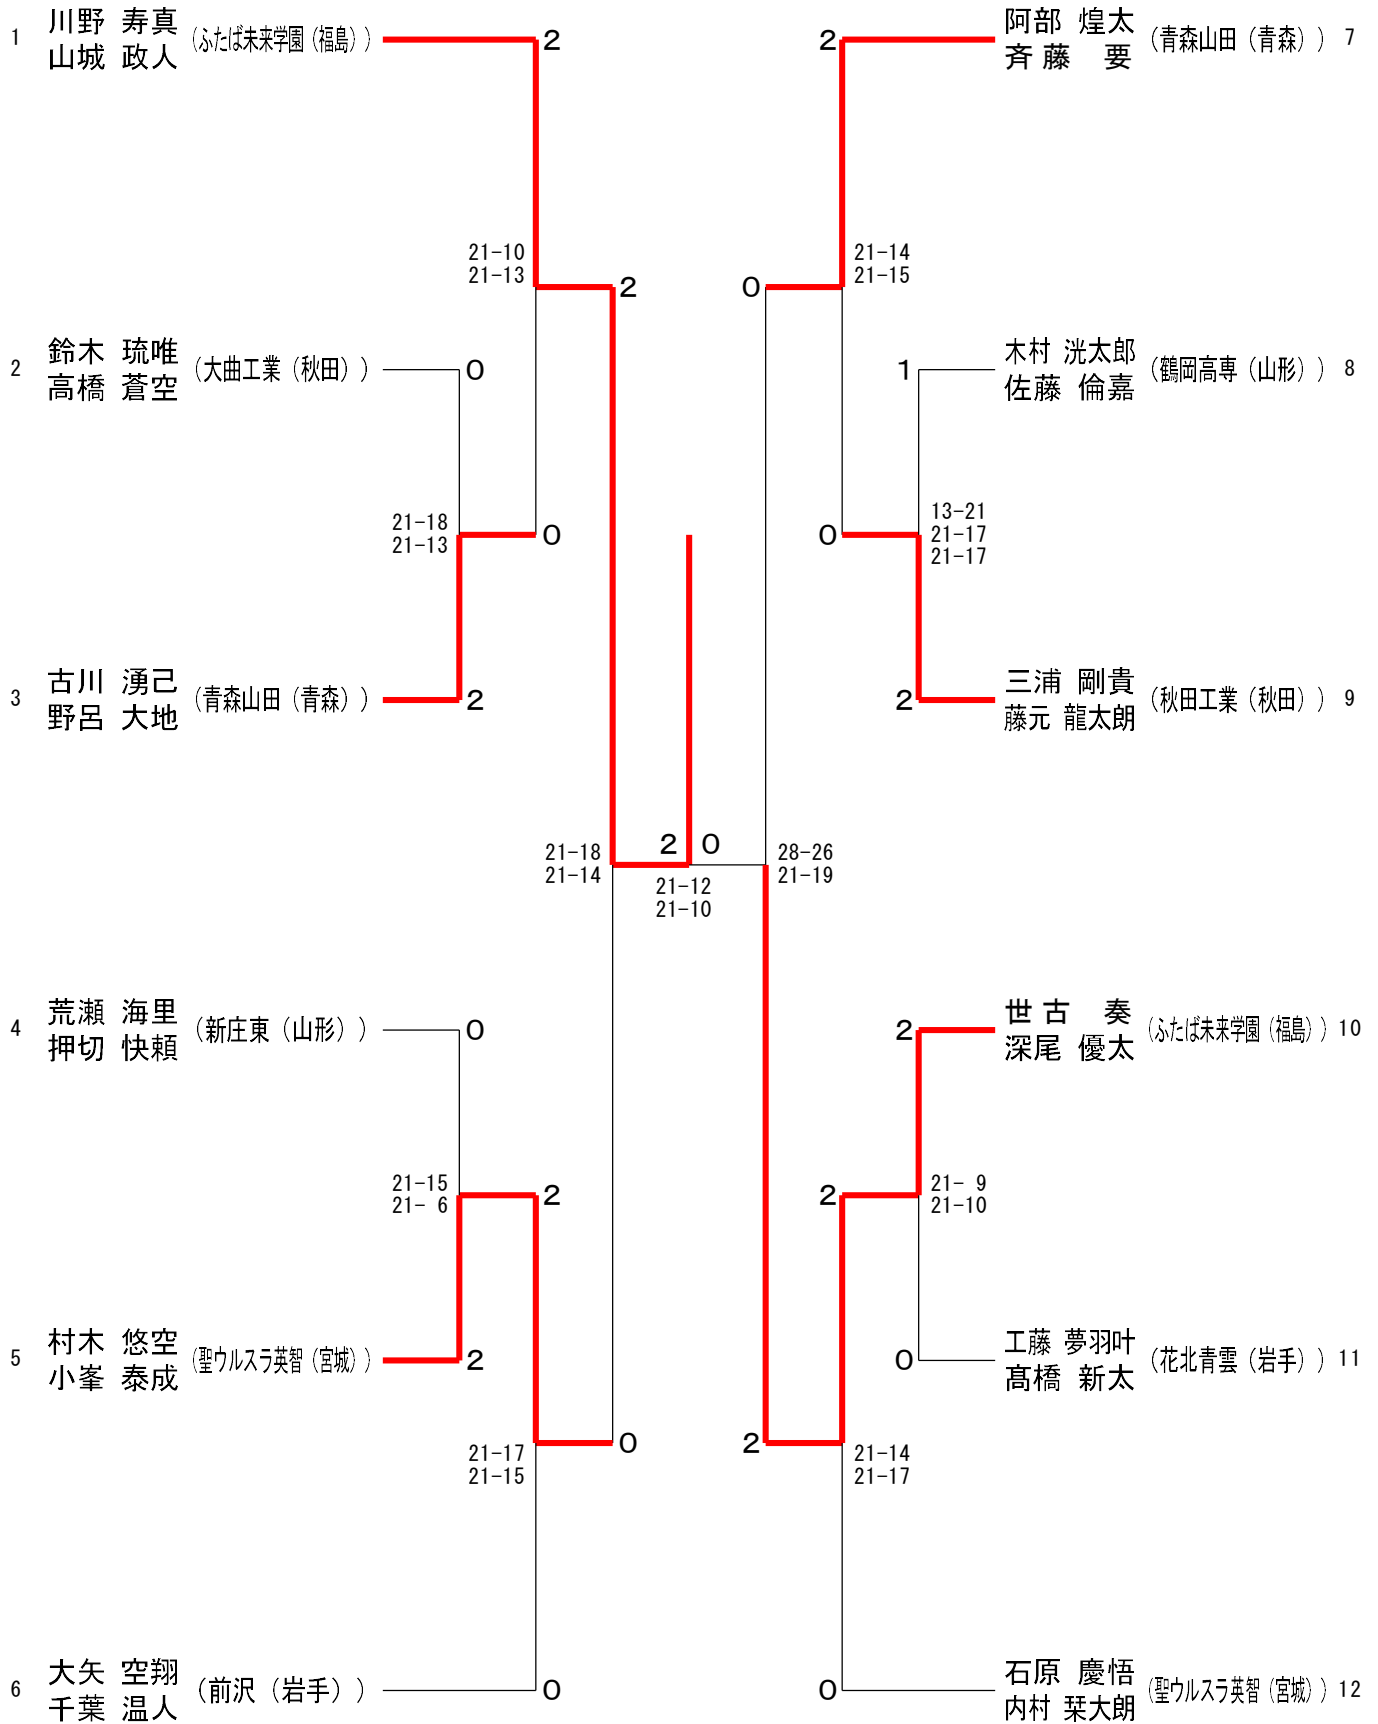 1 川野 寿真 (ふたば未来学園(福島))
山城 政人
2
21-10
21-13
2
2 鈴木 琉唯 (大曲工業(秋田))
高橋 蒼空
0
21-18
21-13
0
3 古川 湧己 (青森山田(青森))
野呂 大地
2
21-18
21-14
2 0
21-12
21-10
4 荒瀬 海里 (新庄東(山形))
押切 快頼
0
21-15
21- 6
2
5 村木 悠空 (聖ウルスラ英智(宮城))
小峯 泰成
2
21-17
21-15
0
6 大矢 空翔 (前沢(岩手))
千葉 温人
0
2
阿部 煌太 (青森山田(青森)) 7
斉藤 要
0
21-14
21-15
1
木村 洸太郎 (鶴岡高専(山形)) 8
佐藤 倫嘉
0
13-21
21-17
21-17
2
三浦 剛貴 (秋田工業(秋田)) 9
藤元 龍太朗
28-26
21-19
2
世古 奏 (ふたば未来学園(福島)) 10
深尾 優太
2
21- 9
21-10
0
工藤 夢羽叶 (花北青雲(岩手)) 11
髙橋 新太
2
21-14
21-17
0
石原 慶悟 (聖ウルスラ英智(宮城)) 12
内村 栞大朗